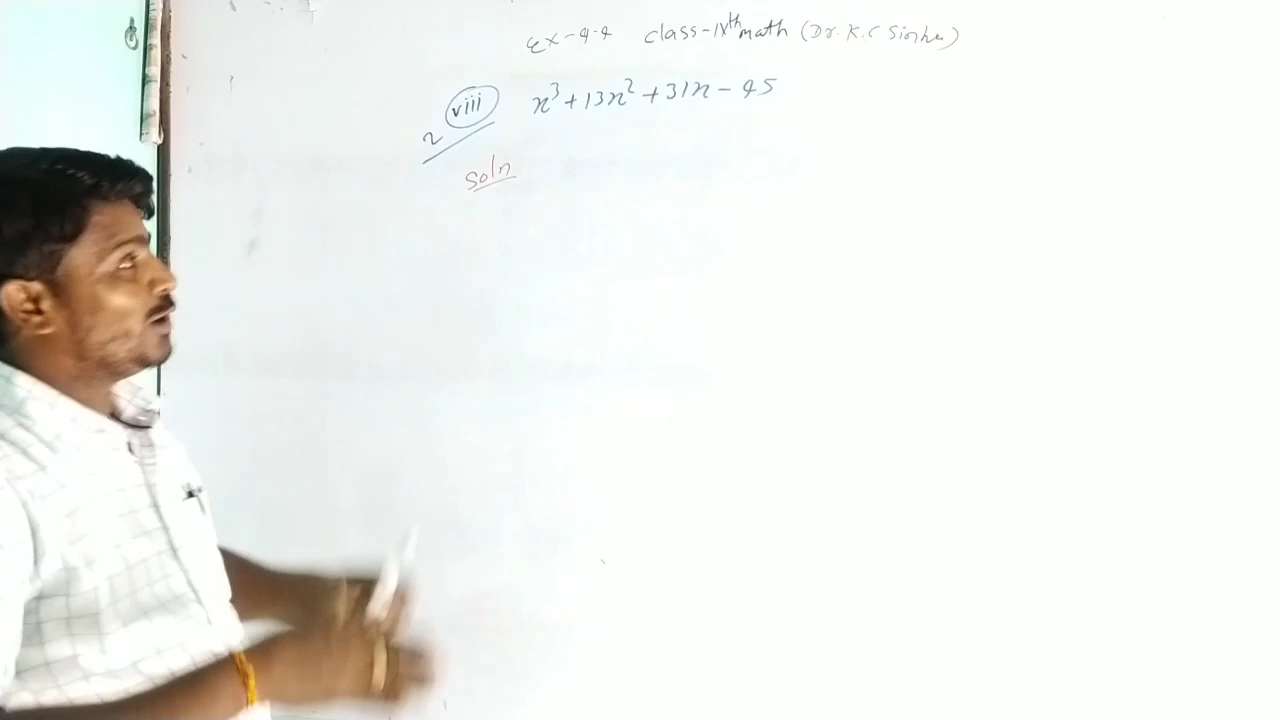 Ex-4.4 class-IXth math (Dr. K.C Sinha)
2 viii x³ + 13x² + 31x - 45
Soln